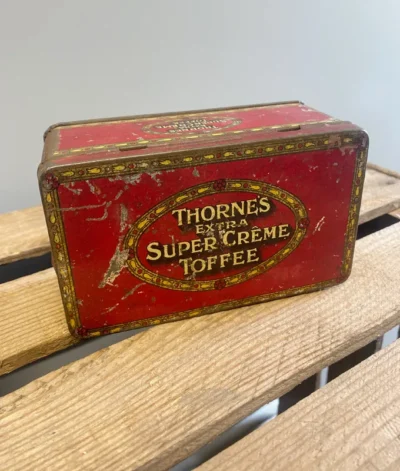 THORNE'S
EXTRA
SUPER CRÈME
TOFFEE